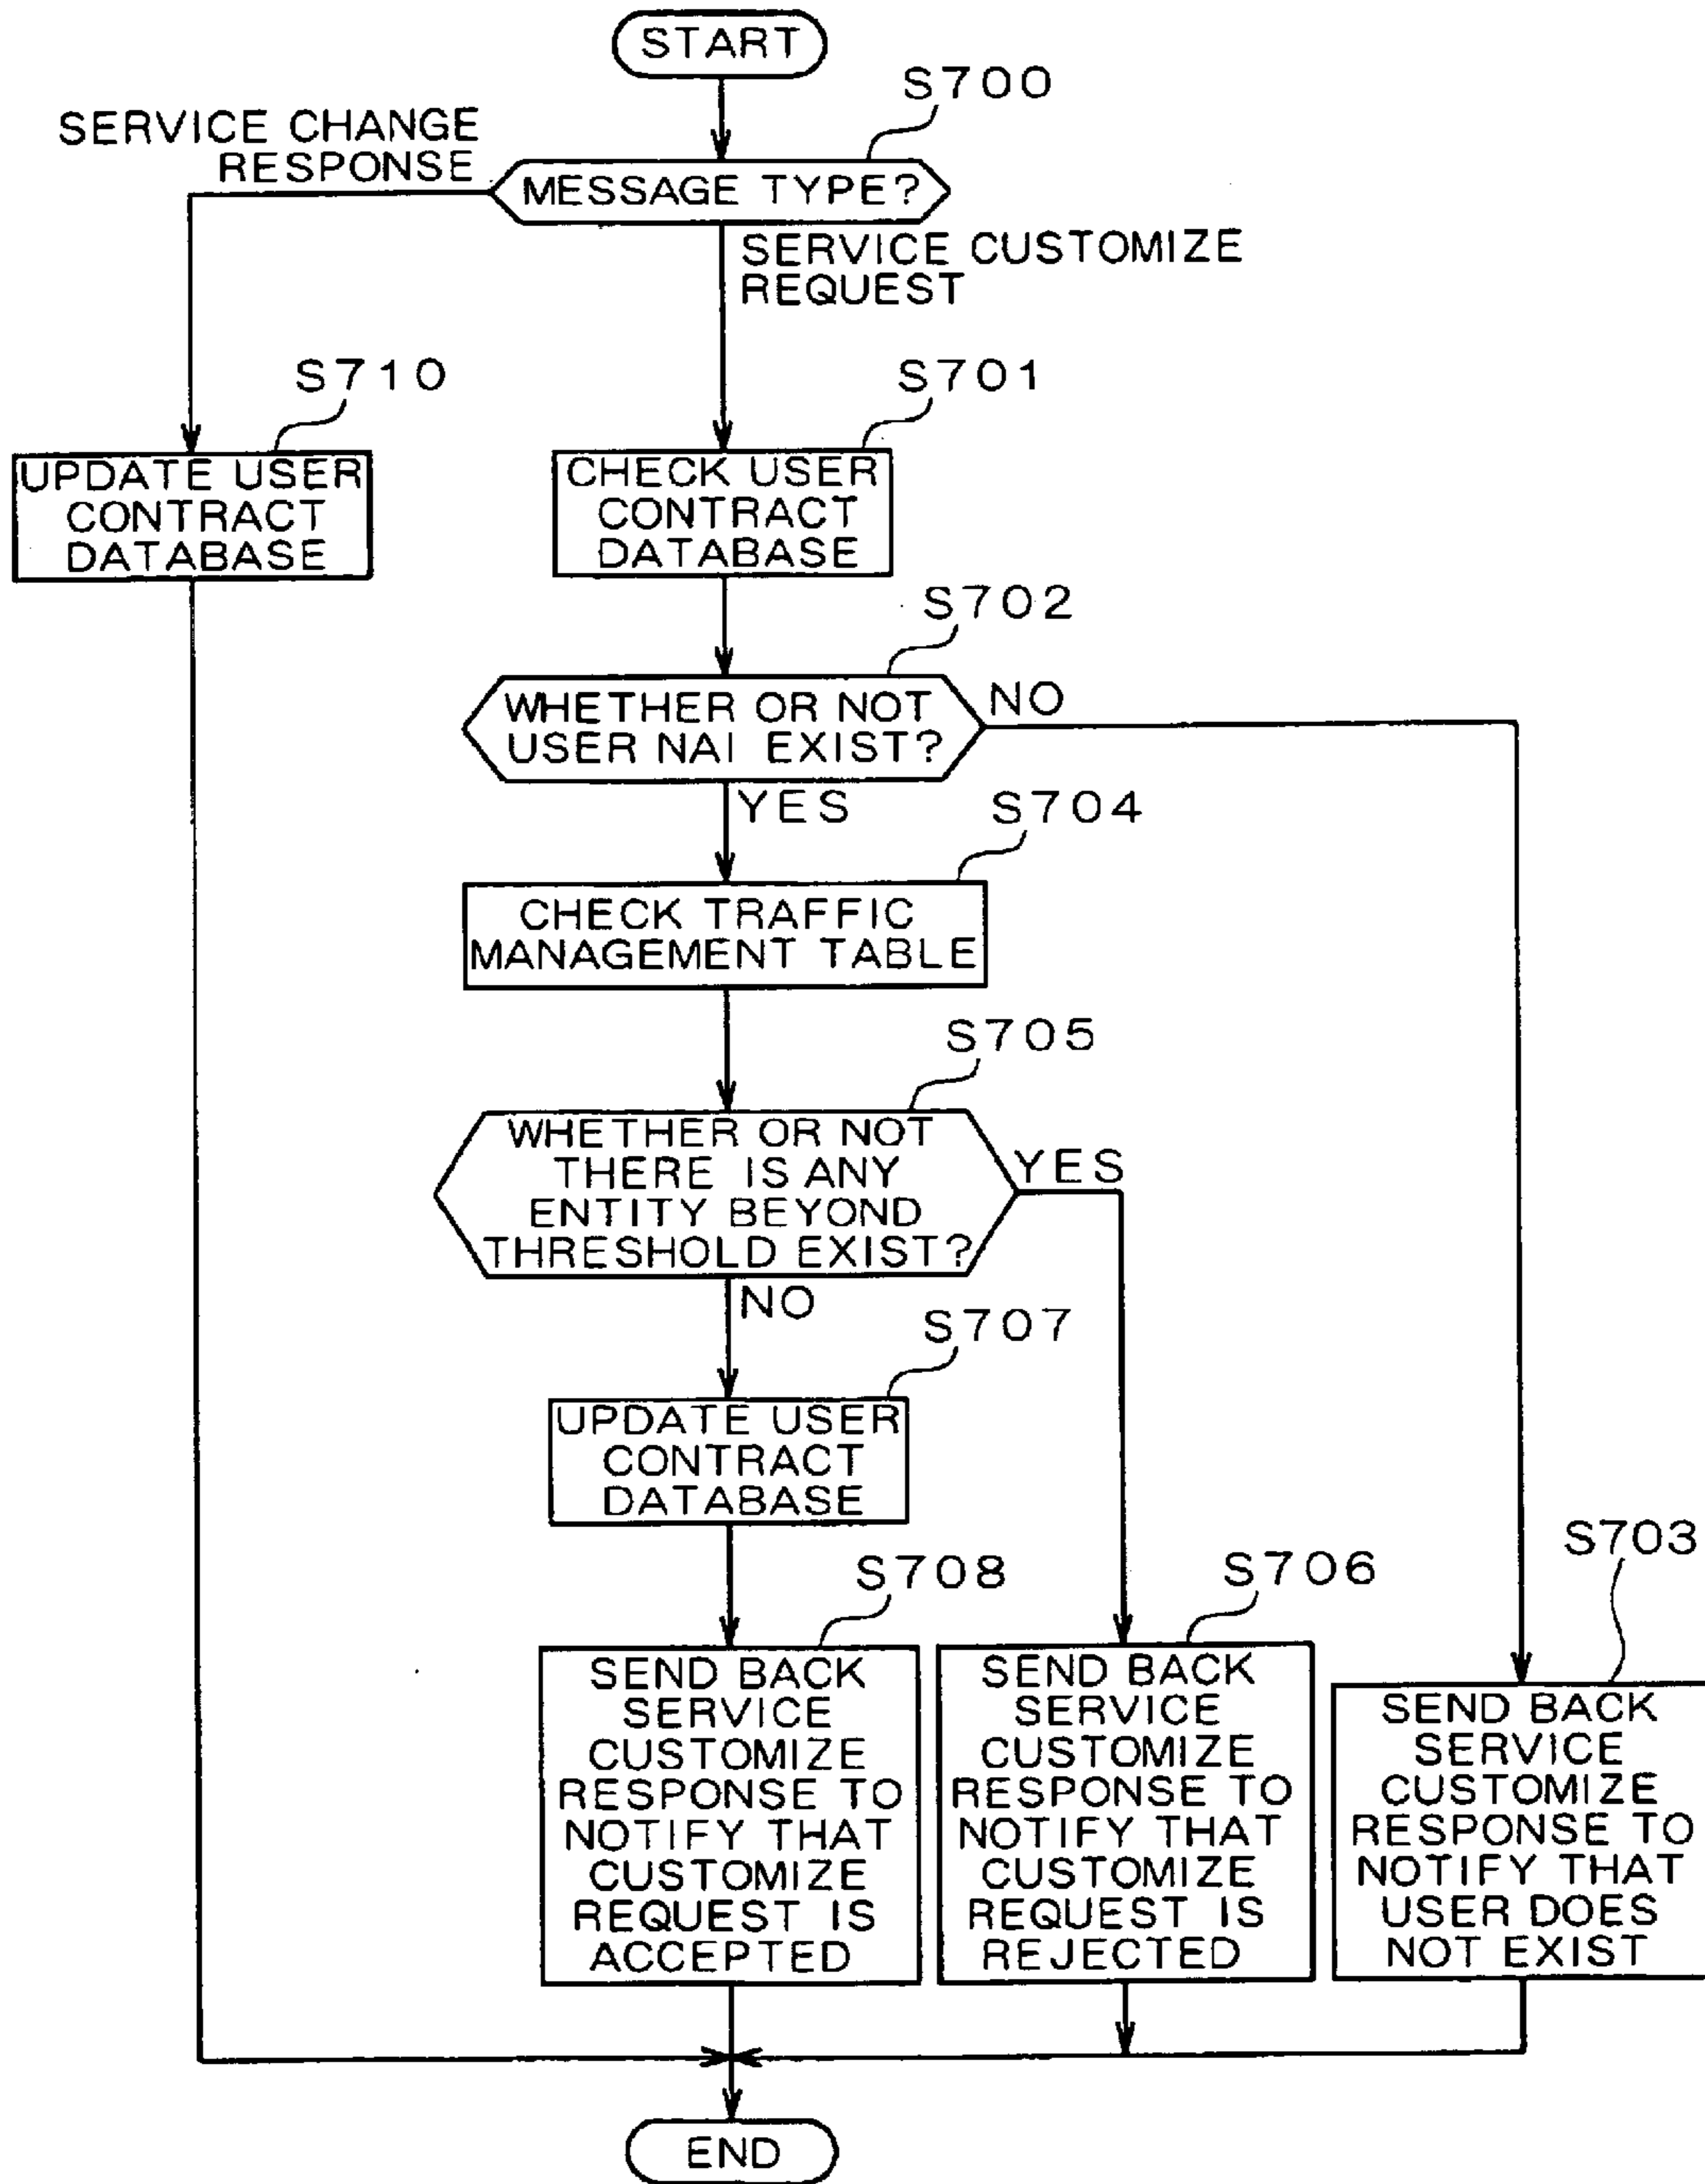 START
S700
SERVICE CHANGE
RESPONSE
MESSAGE TYPE?
SERVICE CUSTOMIZE
REQUEST
S710
S701
UPDATE USER
CONTRACT
DATABASE
CHECK USER
CONTRACT
DATABASE
S702
WHETHER OR NOT
USER NAI EXIST?
NO
YES
S704
CHECK TRAFFIC
MANAGEMENT TABLE
S705
WHETHER OR NOT
THERE IS ANY
ENTITY BEYOND
THRESHOLD EXIST?
YES
NO
S707
UPDATE USER
CONTRACT
DATABASE
S708
SEND BACK
SERVICE
CUSTOMIZE
RESPONSE TO
NOTIFY THAT
CUSTOMIZE
REQUEST IS
ACCEPTED
S706
SEND BACK
SERVICE
CUSTOMIZE
RESPONSE TO
NOTIFY THAT
CUSTOMIZE
REQUEST IS
REJECTED
S703
SEND BACK
SERVICE
CUSTOMIZE
RESPONSE TO
NOTIFY THAT
USER DOES
NOT EXIST
END